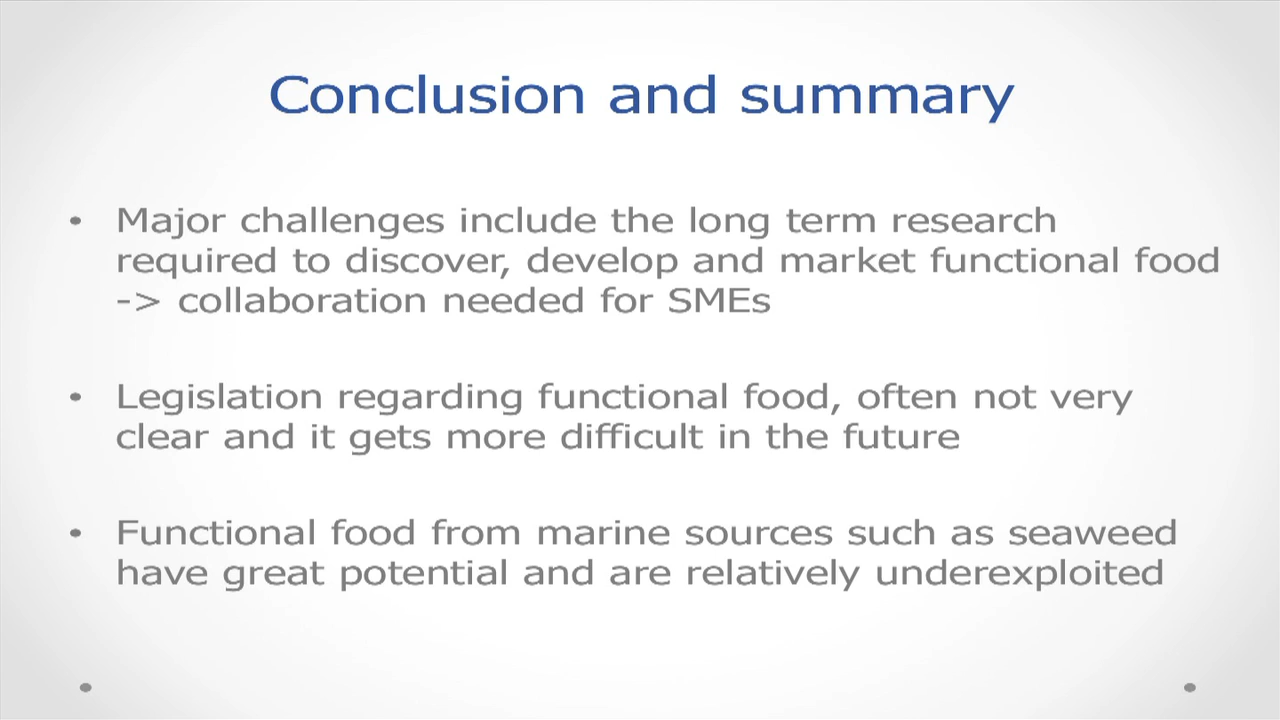 Conclusion and summary
• Major challenges include the long term research
required to discover, develop and market functional food
-> collaboration needed for SMEs
• Legislation regarding functional food, often not very
clear and it gets more difficult in the future
• Functional food from marine sources such as seaweed
have great potential and are relatively underexploited